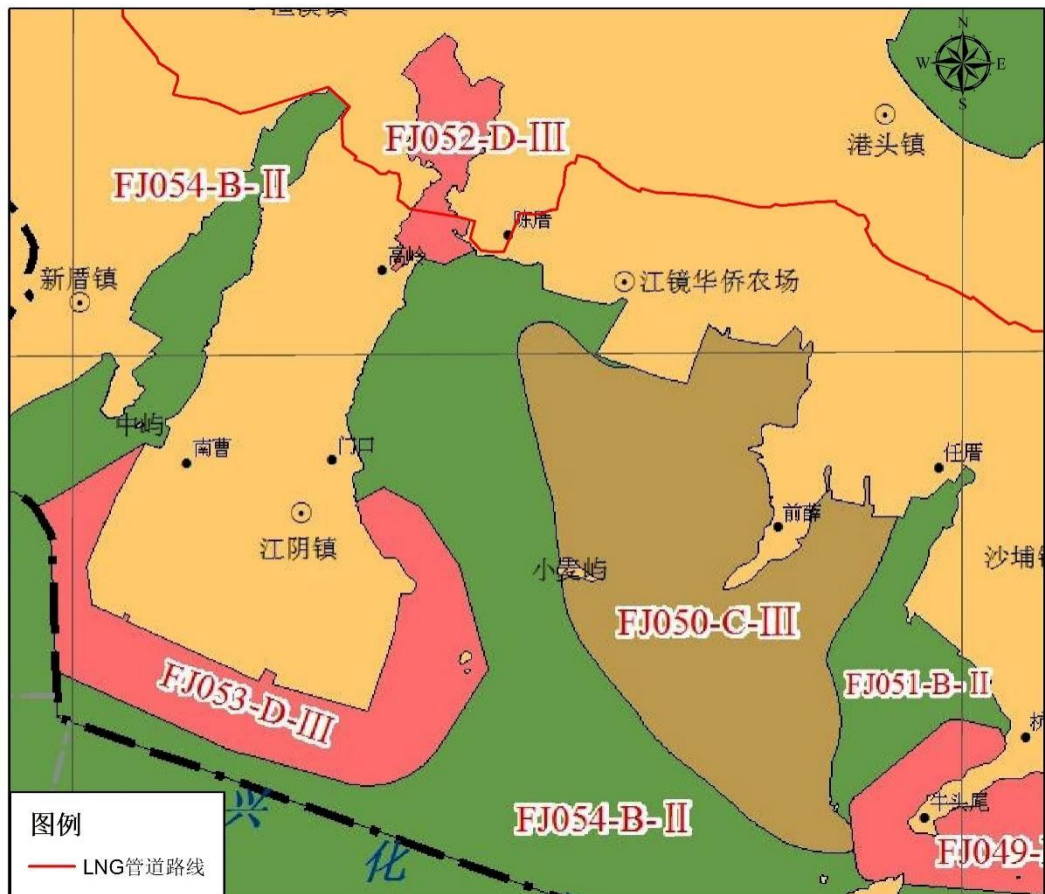 N
W
E
S
港头镇
FJ052-D-III
FJ054-B-II
陈厝
高岭
新厝镇
江镜华侨农场
中屿
南曹
门口
任厝
前薛
江阴镇
沙埔镇
小麦屿
FJ050-C-III
FJ053-D-III
FJ051-B-II
牛头尾
FJ054-B-II
FJ049-
兴
化
图例
LNG管道路线